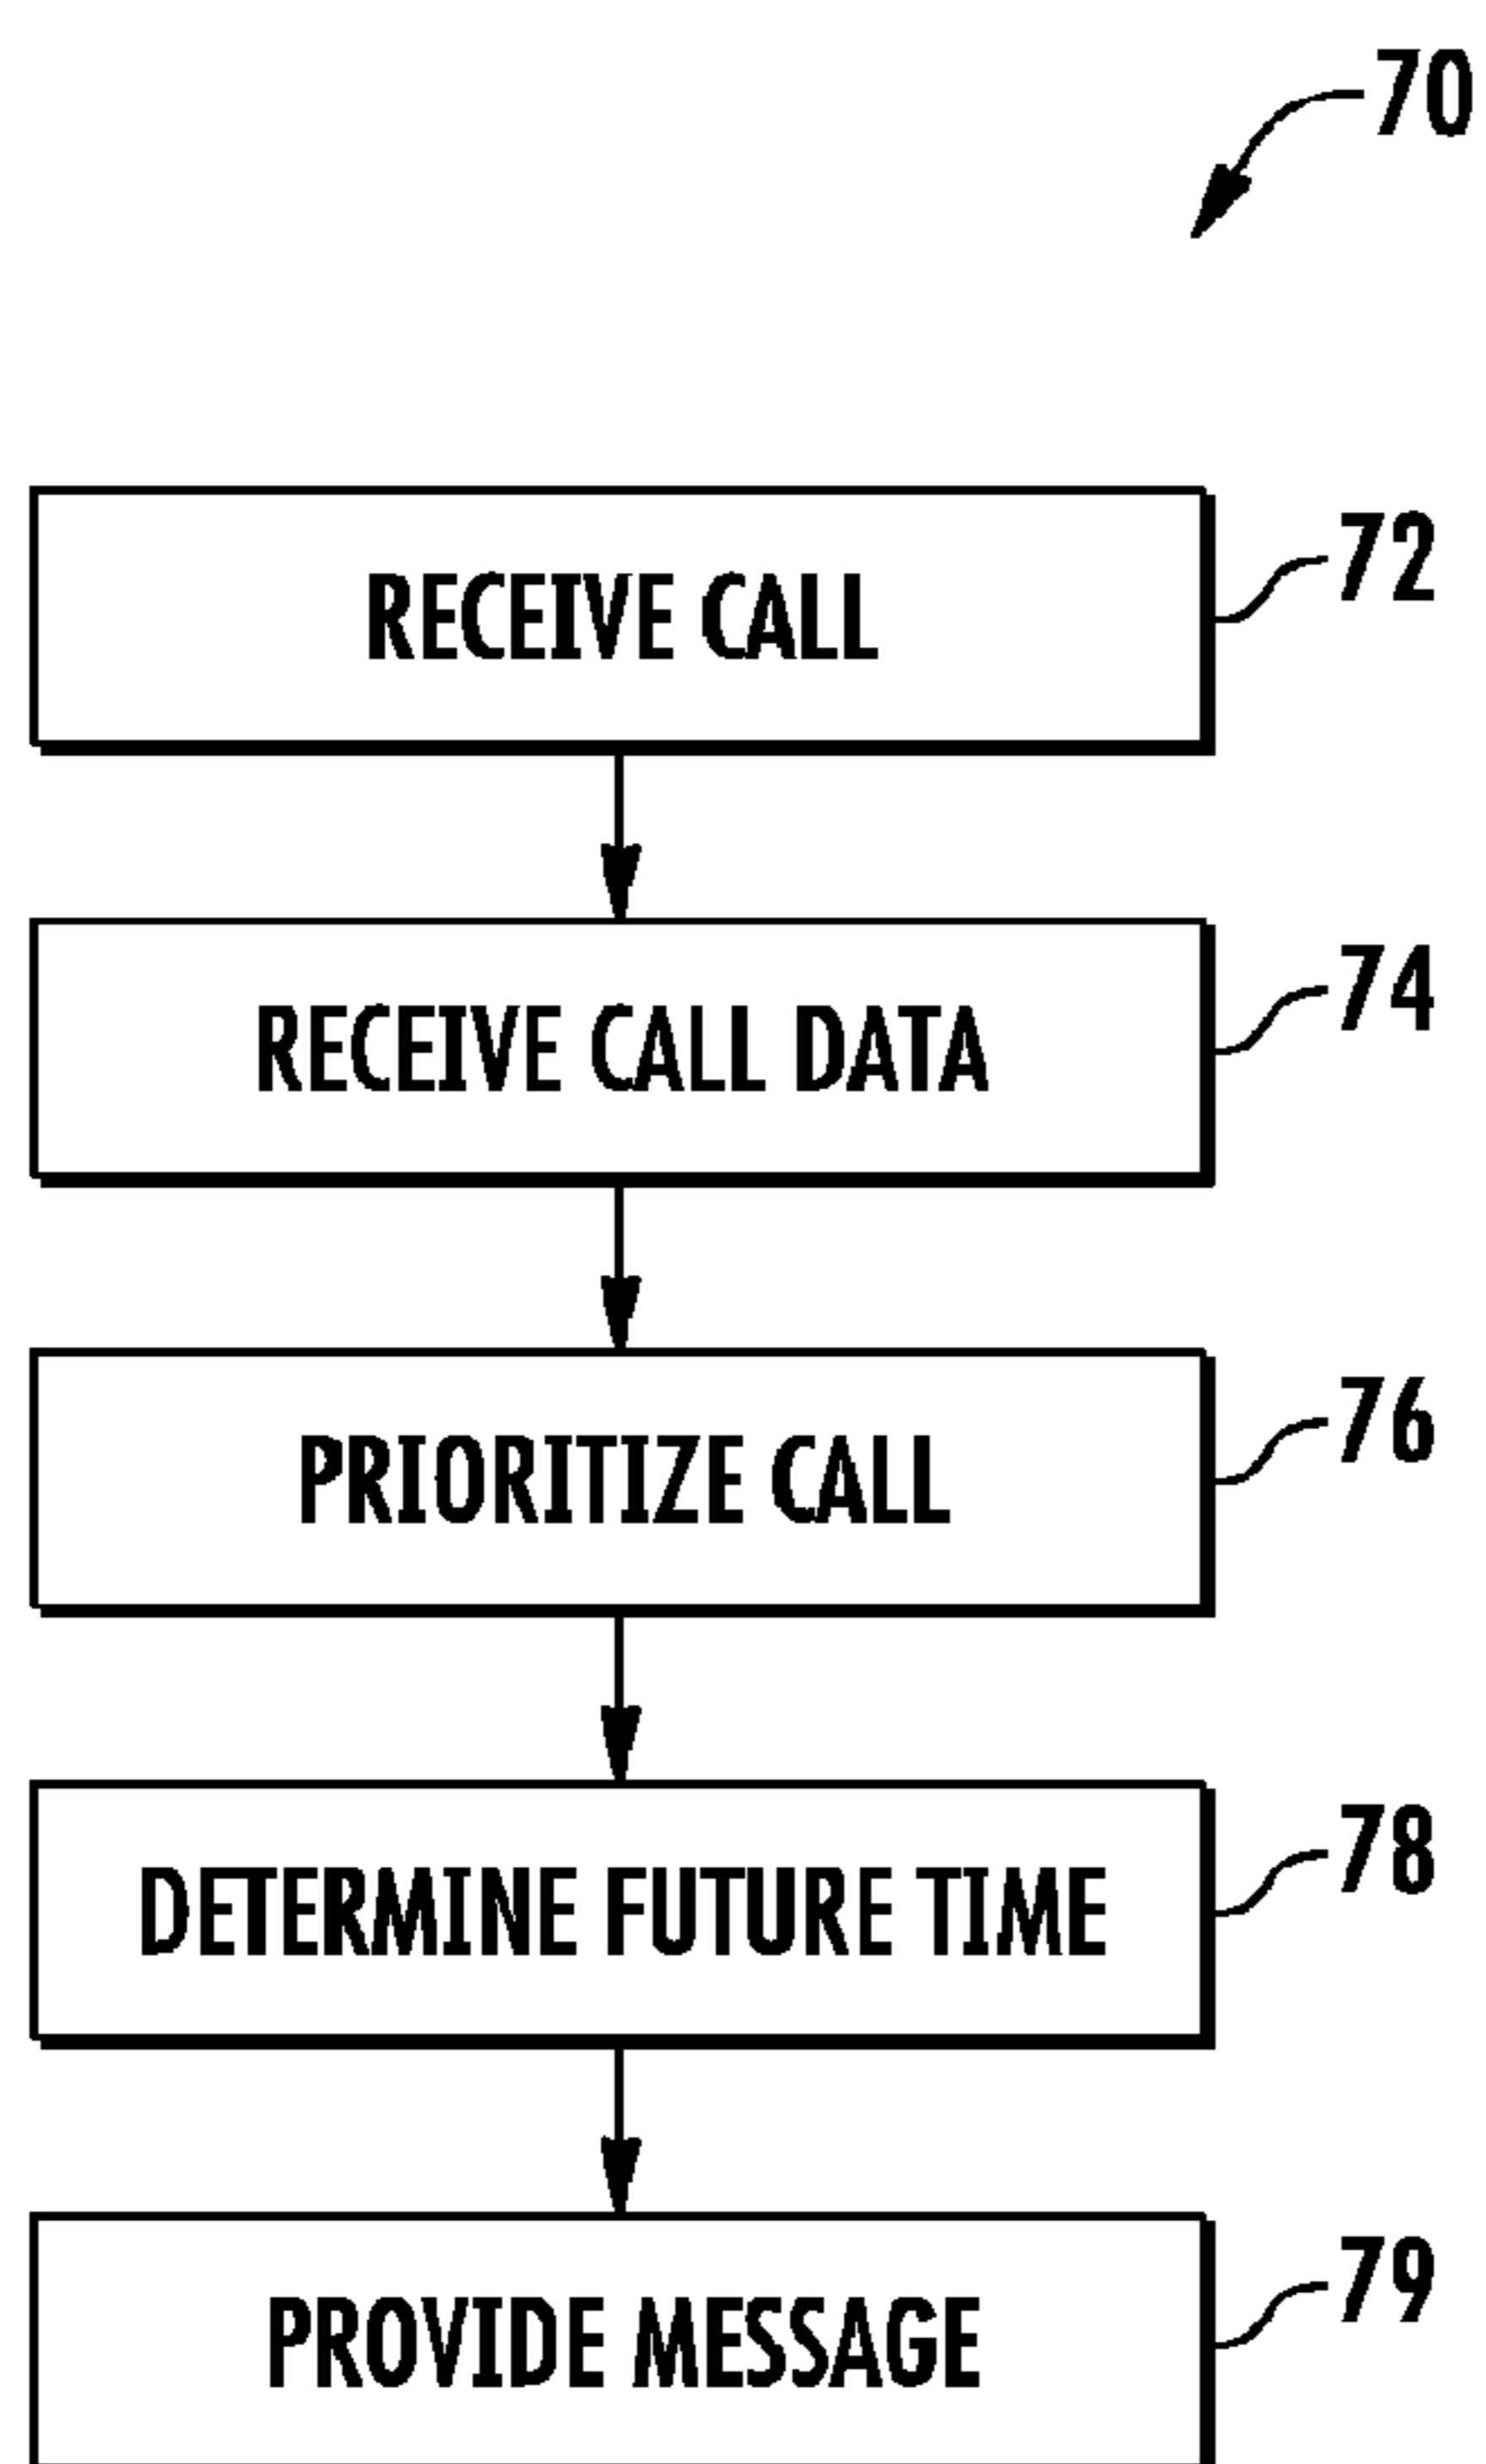 70
RECEIVE CALL
72
RECEIVE CALL DATA
74
PRIORITIZE CALL
76
DETERMINE FUTURE TIME
78
PROVIDE MESSAGE
79